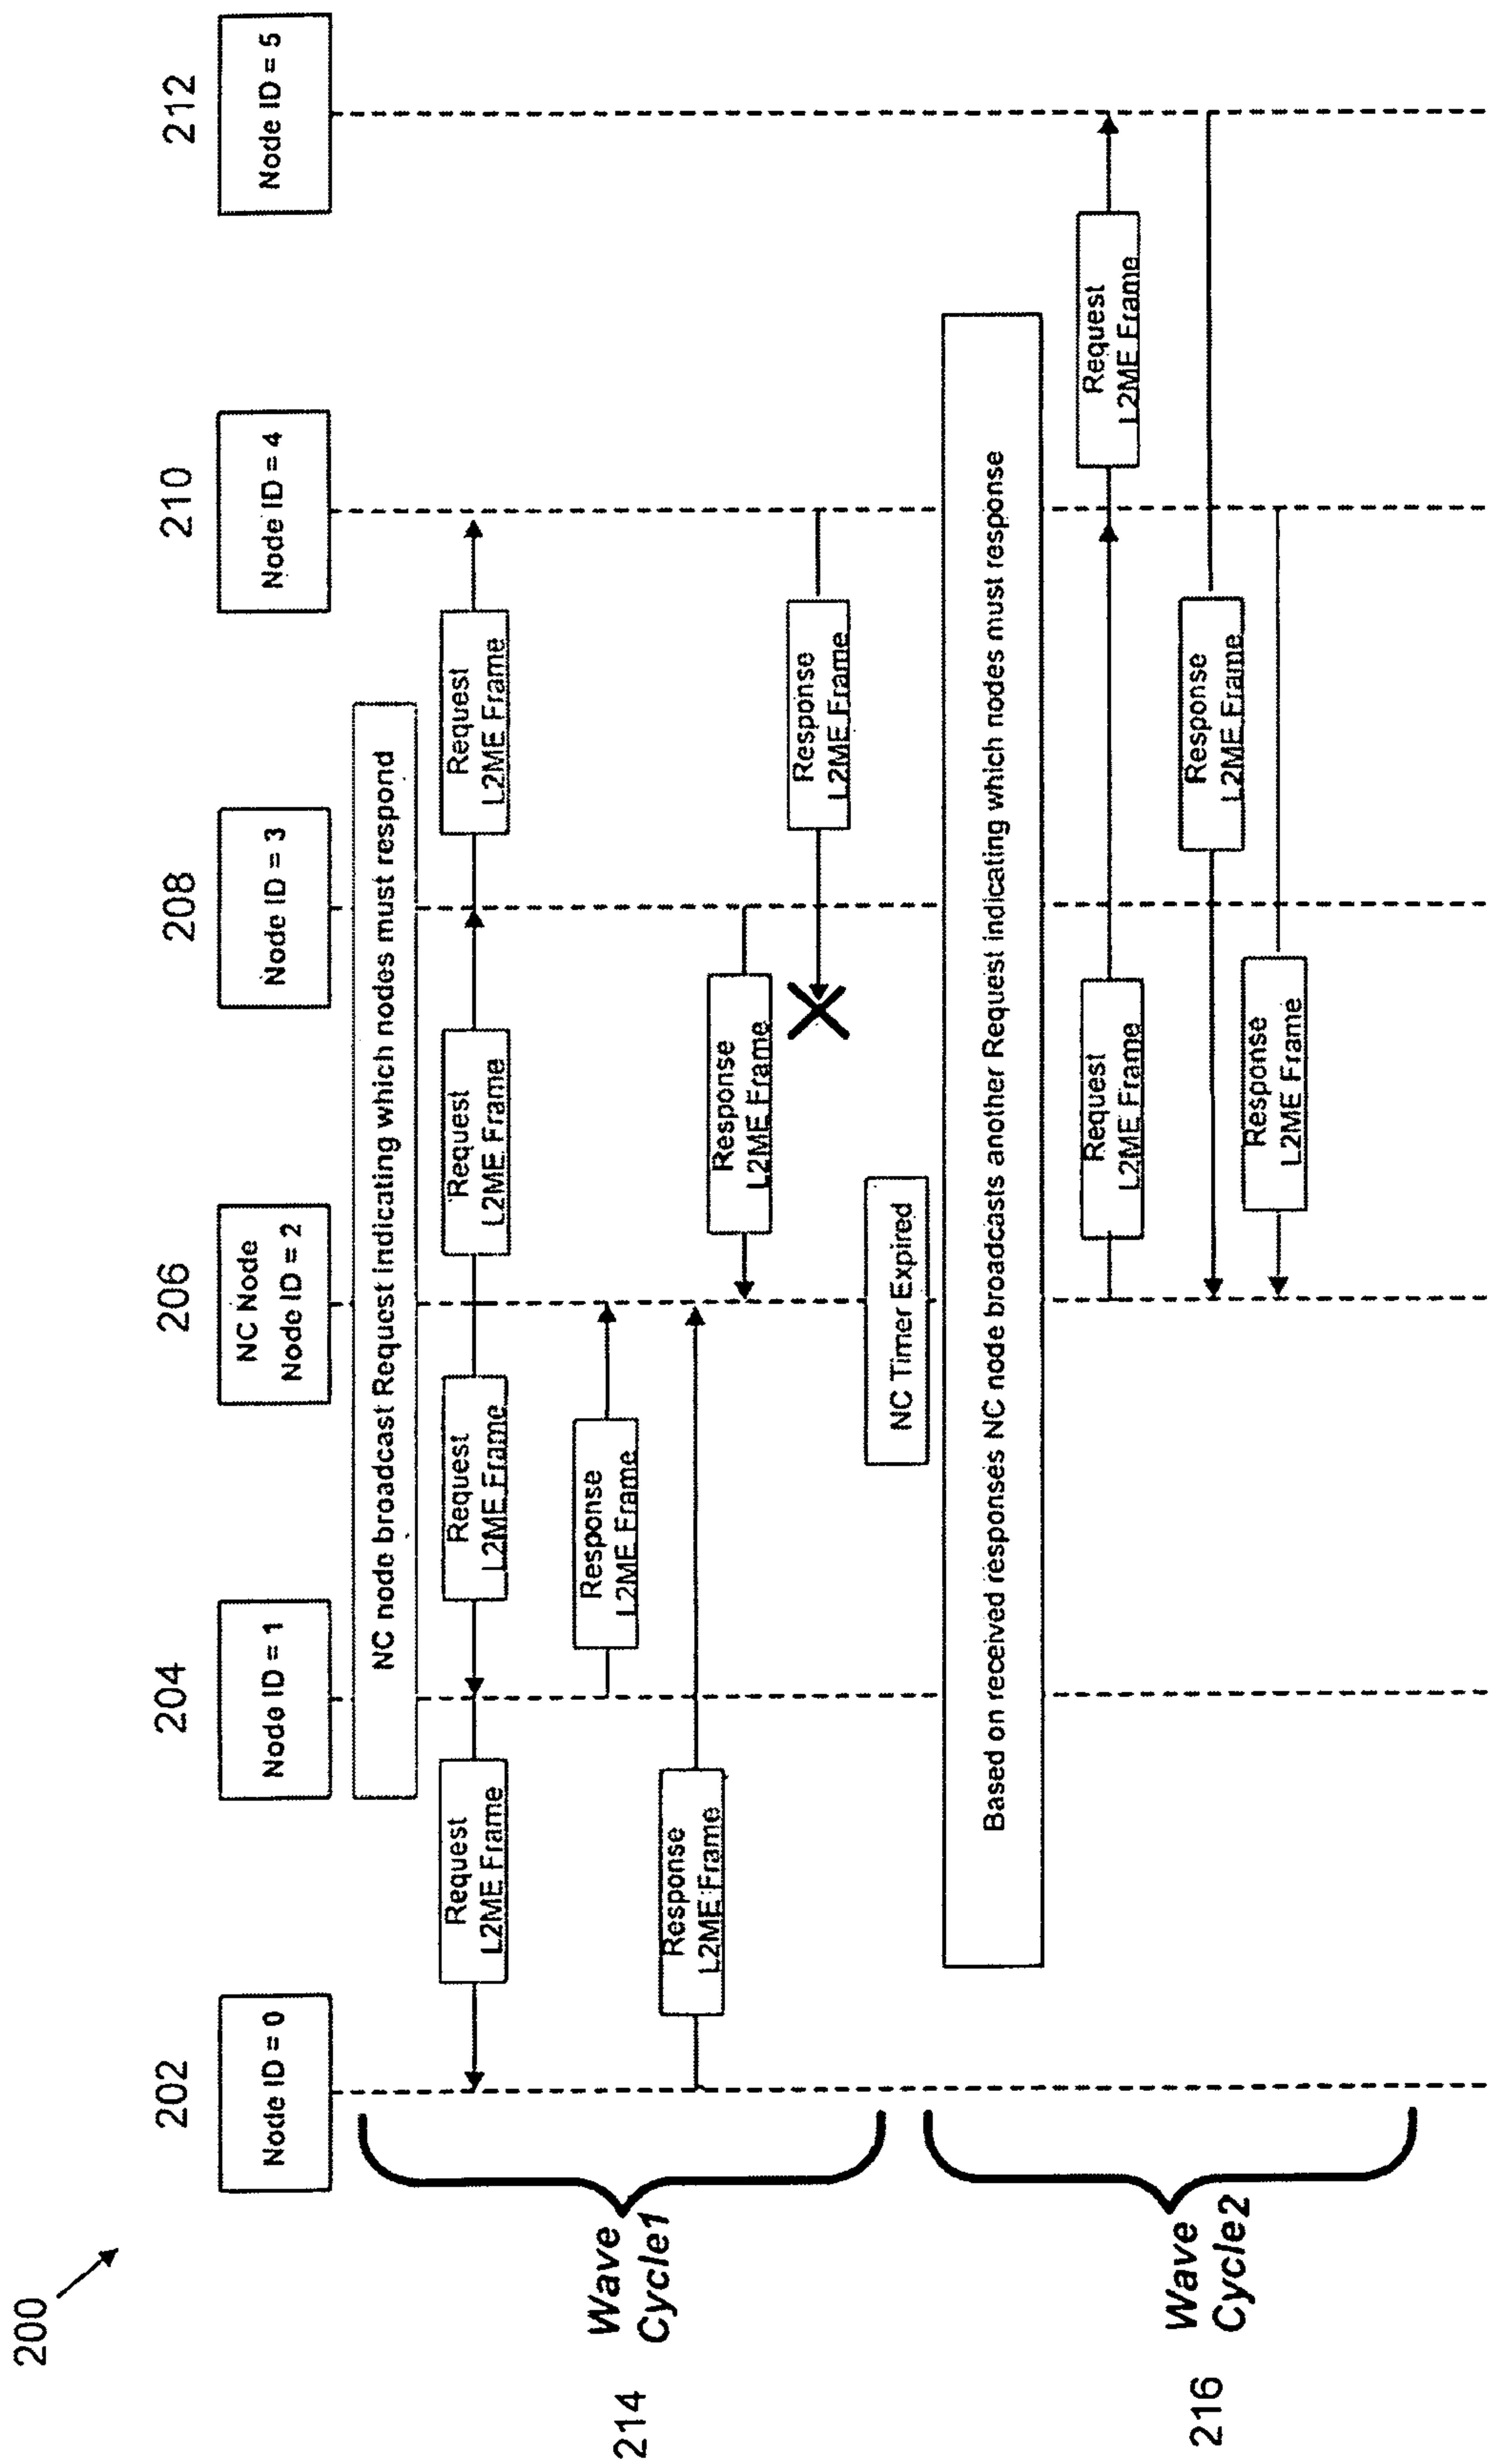 200
202
204
206
208
210
212
Node ID = 0
Node ID = 1
NC Node
Node ID = 2
Node ID = 3
Node ID = 4
Node ID = 5
NC node broadcast Request indicating which nodes must respond
Request
L2ME Frame
Request
L2ME Frame
Request
L2ME Frame
Request
L2ME Frame
Response
L2ME Frame
Response
L2ME Frame
Response
L2ME Frame
Response
L2ME Frame
Wave
Cycle1
214
NC Timer Expired
Based on received responses NC node broadcasts another Request indicating which nodes must response
Request
L2ME Frame
Request
L2ME Frame
Response
L2ME Frame
Response
L2ME Frame
Wave
Cycle2
216